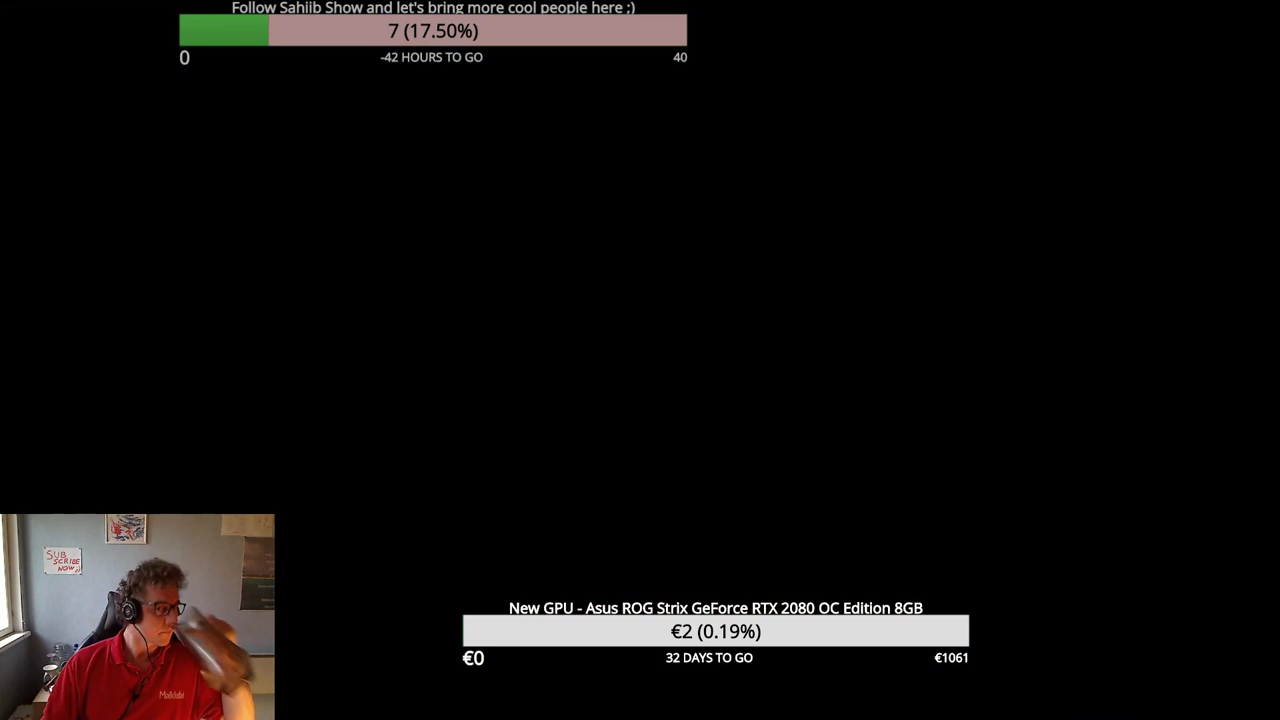 Follow Sahiib Show and let's bring more cool people here ;)
7 (17.50%)
0
-42 HOURS TO GO
40
SUB
SCRIBE
NOW ;)
New GPU - Asus ROG Strix GeForce RTX 2080 OC Edition 8GB
€2 (0.19%)
€0
32 DAYS TO GO
€1061